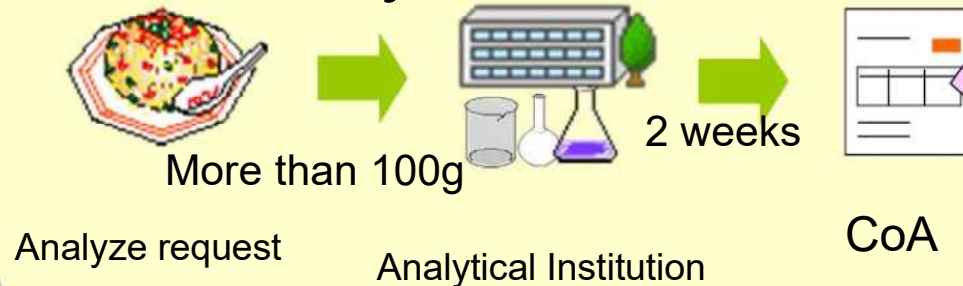 2 weeks
More than 100g
Analyze request
Analytical Institution
CoA